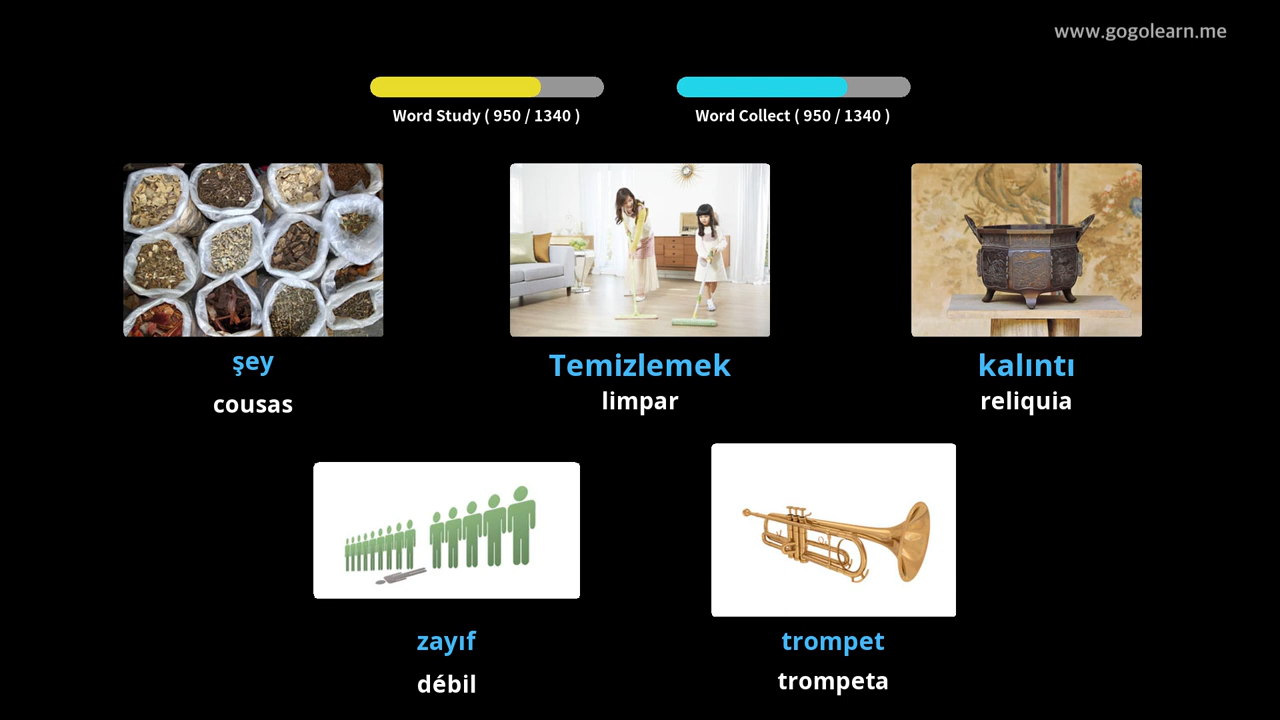 www.gogolearn.me
Word Study ( 950 / 1340 )
Word Collect ( 950 / 1340 )
şey
cousas
Temizlemek
limpar
kalıntı
reliquia
zayıf
débil
trompet
trompeta